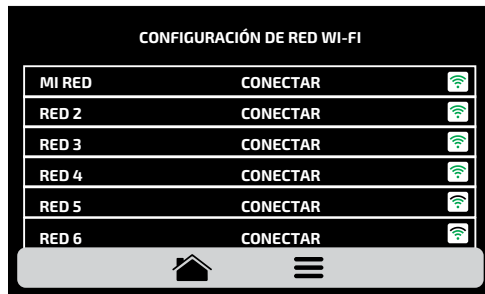 CONFIGURACIÓN DE RED WI-FI
MI RED CONECTAR
RED 2 CONECTAR
RED 3 CONECTAR
RED 4 CONECTAR
RED 5 CONECTAR
RED 6 CONECTAR